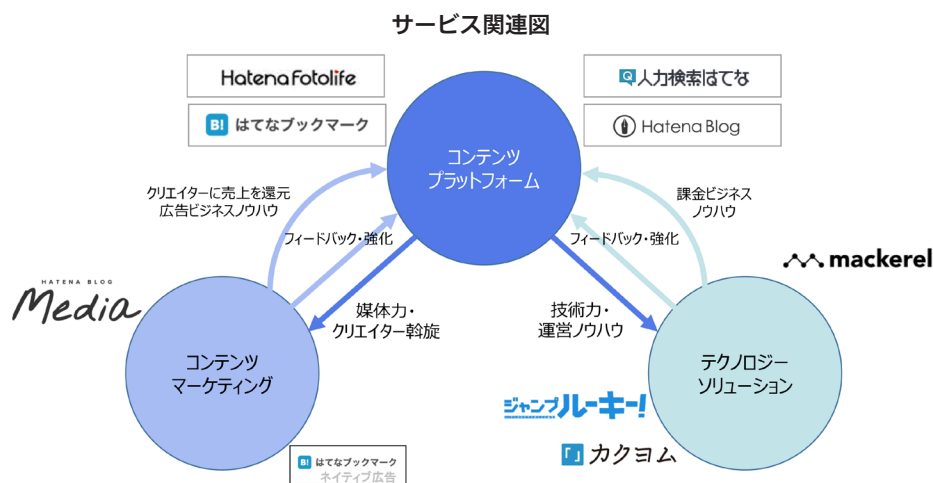 サービス関連図
Hatena Fotolife
人力検索はてな
B! はてなブックマーク
Hatena Blog
コンテンツ
プラットフォーム
クリエイターに売上を還元
広告ビジネスノウハウ
課金ビジネス
ノウハウ
フィードバック・強化
フィードバック・強化
HATENA BLOG
Media
mackerel
媒体力・
クリエイター斡旋
技術力・
運営ノウハウ
コンテンツ
マーケティング
テクノロジー
ソリューション
ジャンプルーキー!
「」カクヨム
B! はてなブックマーク
ネイティブ広告